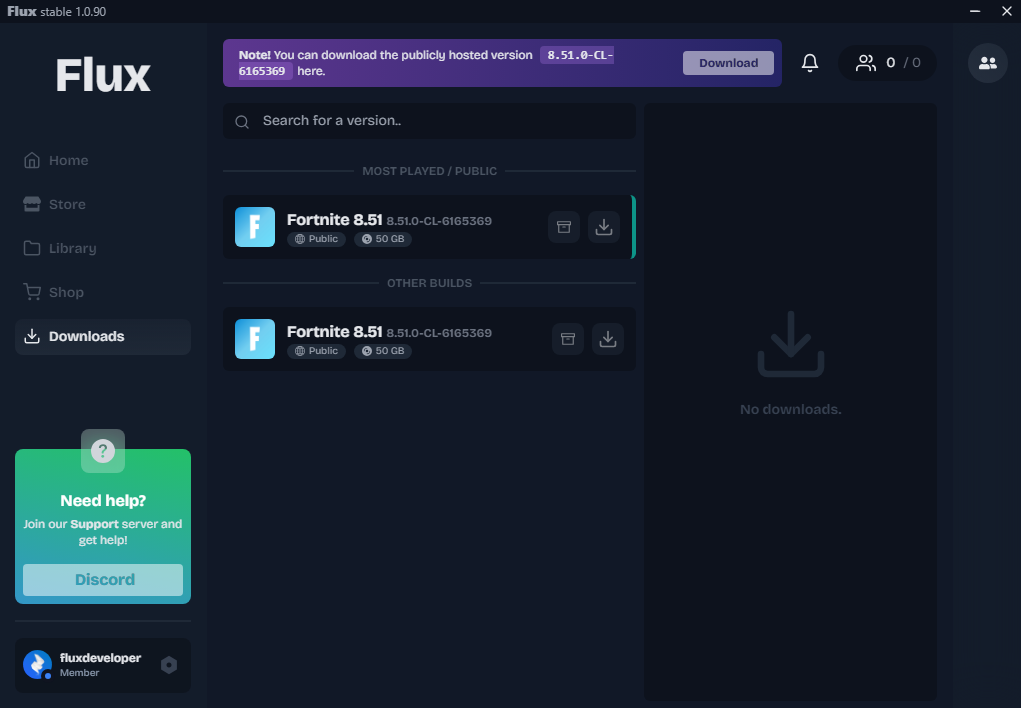 Flux stable 1.0.90
Flux
Home
Store
Library
Shop
Downloads
?
Need help?
Join our Support server and
get help!
Discord
fluxdeveloper
Member
Note! You can download the publicly hosted version 8.51.0-CL-
6165369 here.
Download
0 / 0
Search for a version..
MOST PLAYED / PUBLIC
F
Fortnite 8.51 8.51.0-CL-6165369
Public 50 GB
OTHER BUILDS
F
Fortnite 8.51 8.51.0-CL-6165369
Public 50 GB
No downloads.